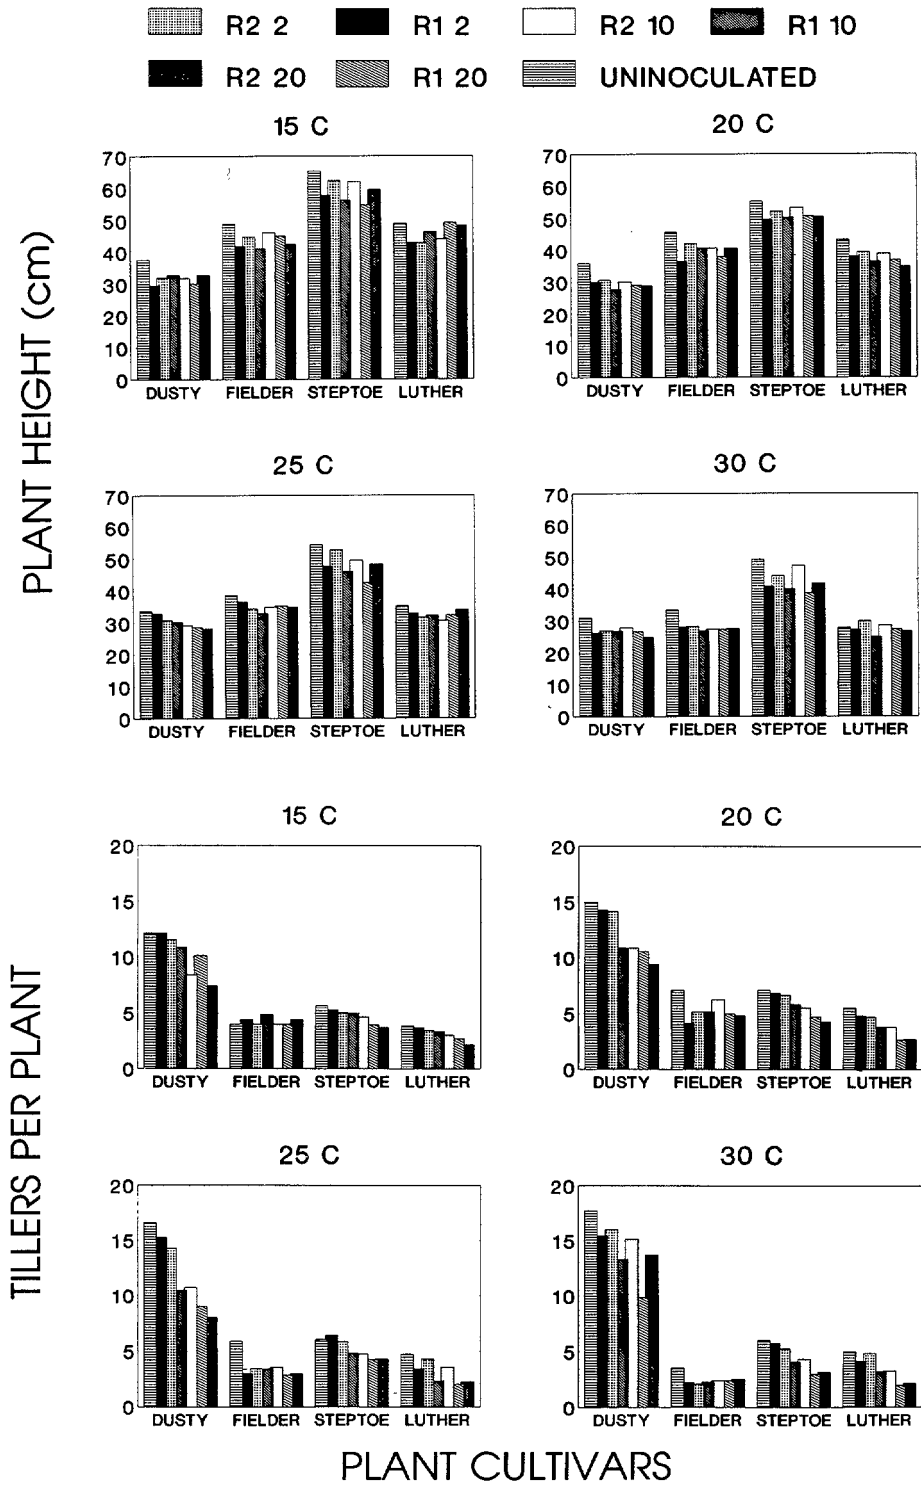 R2 2 R1 2 R2 10 R1 10
R2 20 R1 20 UNINOCULATED
15 C 20 C
PLANT HEIGHT (cm)
70 70
60 60
50 50
40 40
30 30
20 20
10 10
0 0
DUSTY FIELDER STEPTOE LUTHER DUSTY FIELDER STEPTOE LUTHER
25 C 30 C
70 70
60 60
50 50
40 40
30 30
20 20
10 10
0 0
DUSTY FIELDER STEPTOE LUTHER DUSTY FIELDER STEPTOE LUTHER
15 C 20 C
TILLERS PER PLANT
20 20
15 15
10 10
5 5
0 0
DUSTY FIELDER STEPTOE LUTHER DUSTY FIELDER STEPTOE LUTHER
25 C 30 C
20 20
15 15
10 10
5 5
0 0
DUSTY FIELDER STEPTOE LUTHER DUSTY FIELDER STEPTOE LUTHER
PLANT CULTIVARS